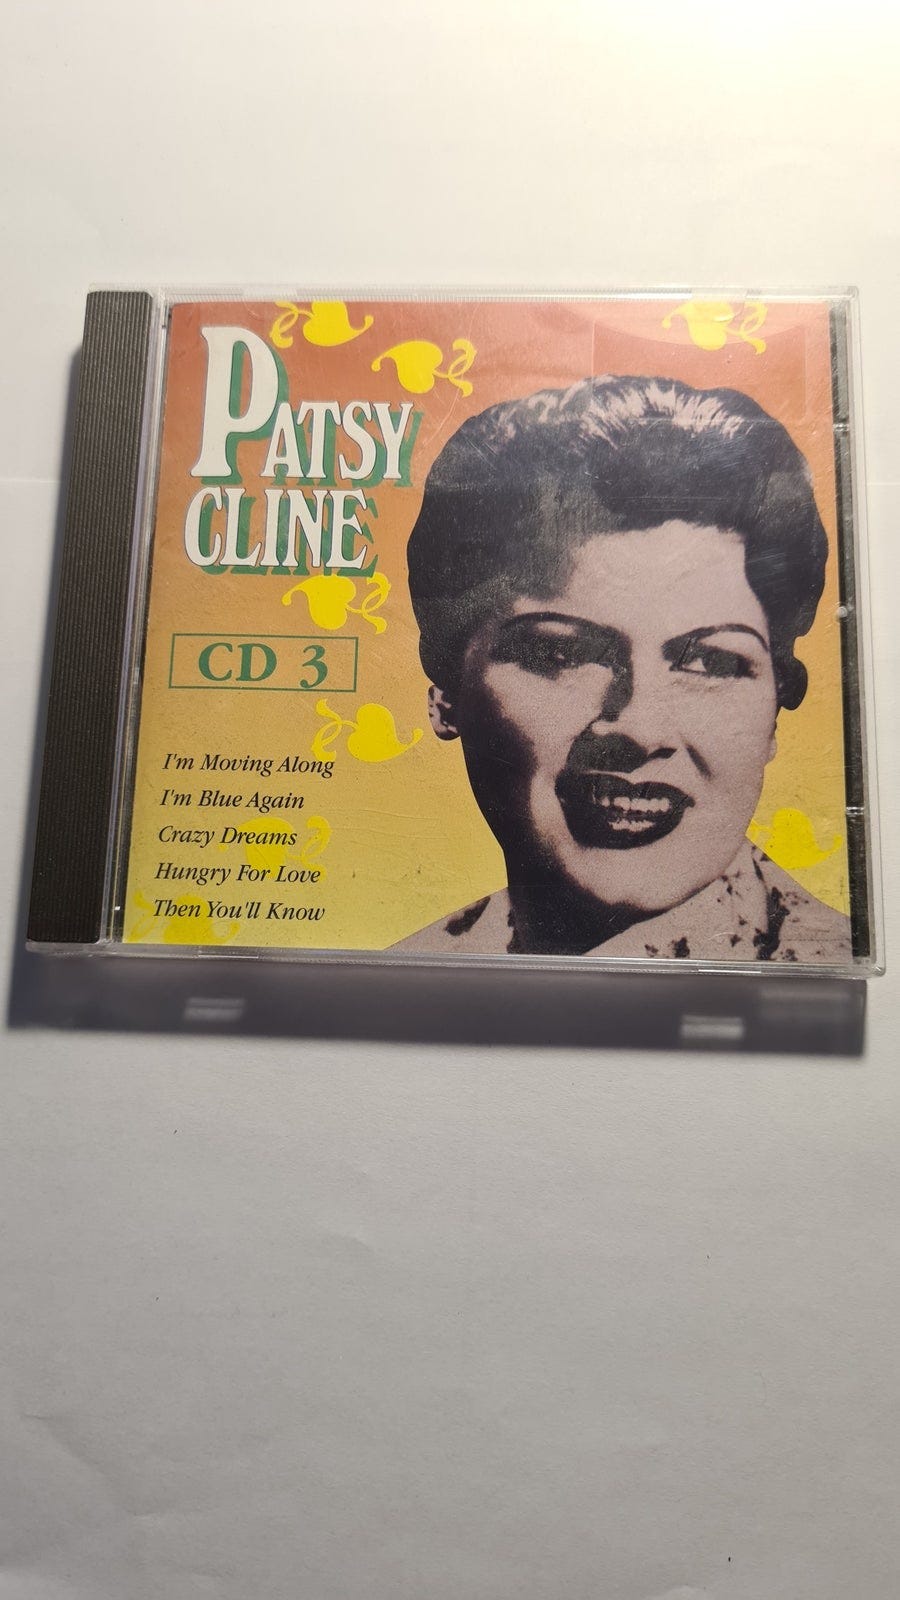 PATSY
CLINE
CD 3
I'm Moving Along
I'm Blue Again
Crazy Dreams
Hungry For Love
Then You'll Know